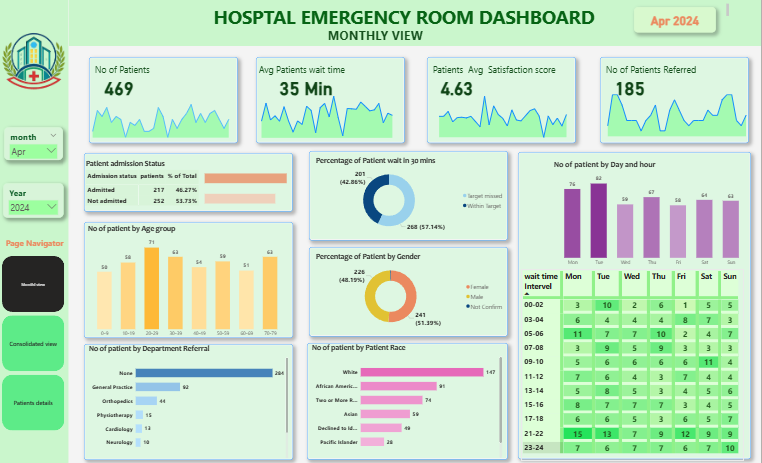 HOSPTAL EMERGENCY ROOM DASHBOARD
MONTHLY VIEW
Apr 2024
month
Apr
Year
2024
Page Navigator
MonthView
Consolidated view
Patients details
No of Patients
469
Avg Patients wait time
35 Min
Patients Avg Satisfaction score
4.63
No of Patients Referred
185
Patient admission Status
Admission status patients % of Total
Admitted 217 46.27%
Not admitted 252 53.73%
No of patient by Age group
50 58 71 63 54 59 51 63
0-9 10-19 20-29 30-39 40-49 50-59 60-69 70-79
No of patient by Department Referral
None 284
General Practice 92
Orthopedics 44
Physiotherapy 15
Cardiology 13
Neurology 10
Percentage of Patient wait in 30 mins
201
(42.86%)
268 (57.14%)
Target missed
Within Target
Percentage of Patient by Gender
226
(48.19%)
241
(51.39%)
Female
Male
Not Confirm
No of patient by Patient Race
White 147
African Americ... 91
Two or More R... 74
Asian 59
Declined to Id... 49
Pacific Islander 28
No of patient by Day and hour
76 82 59 67 58 64 63
Mon Tue Wed Thu Fri Sat Sun
wait time Intervel Mon Tue Wed Thu Fri Sat Sun
00-02 3 10 2 6 1 5 5
03-04 6 4 4 4 8 7 3
05-06 11 7 7 10 2 4 7
07-08 3 9 5 9 3 3 3
09-10 5 6 6 6 6 11 4
11-12 7 6 4 3 7 4 4
13-14 5 8 5 3 4 5 6
15-16 8 7 7 7 3 4 5
17-18 6 6 5 3 6 5 7
21-22 15 13 7 9 12 9 9
23-24 7 6 7 6 7 7 10